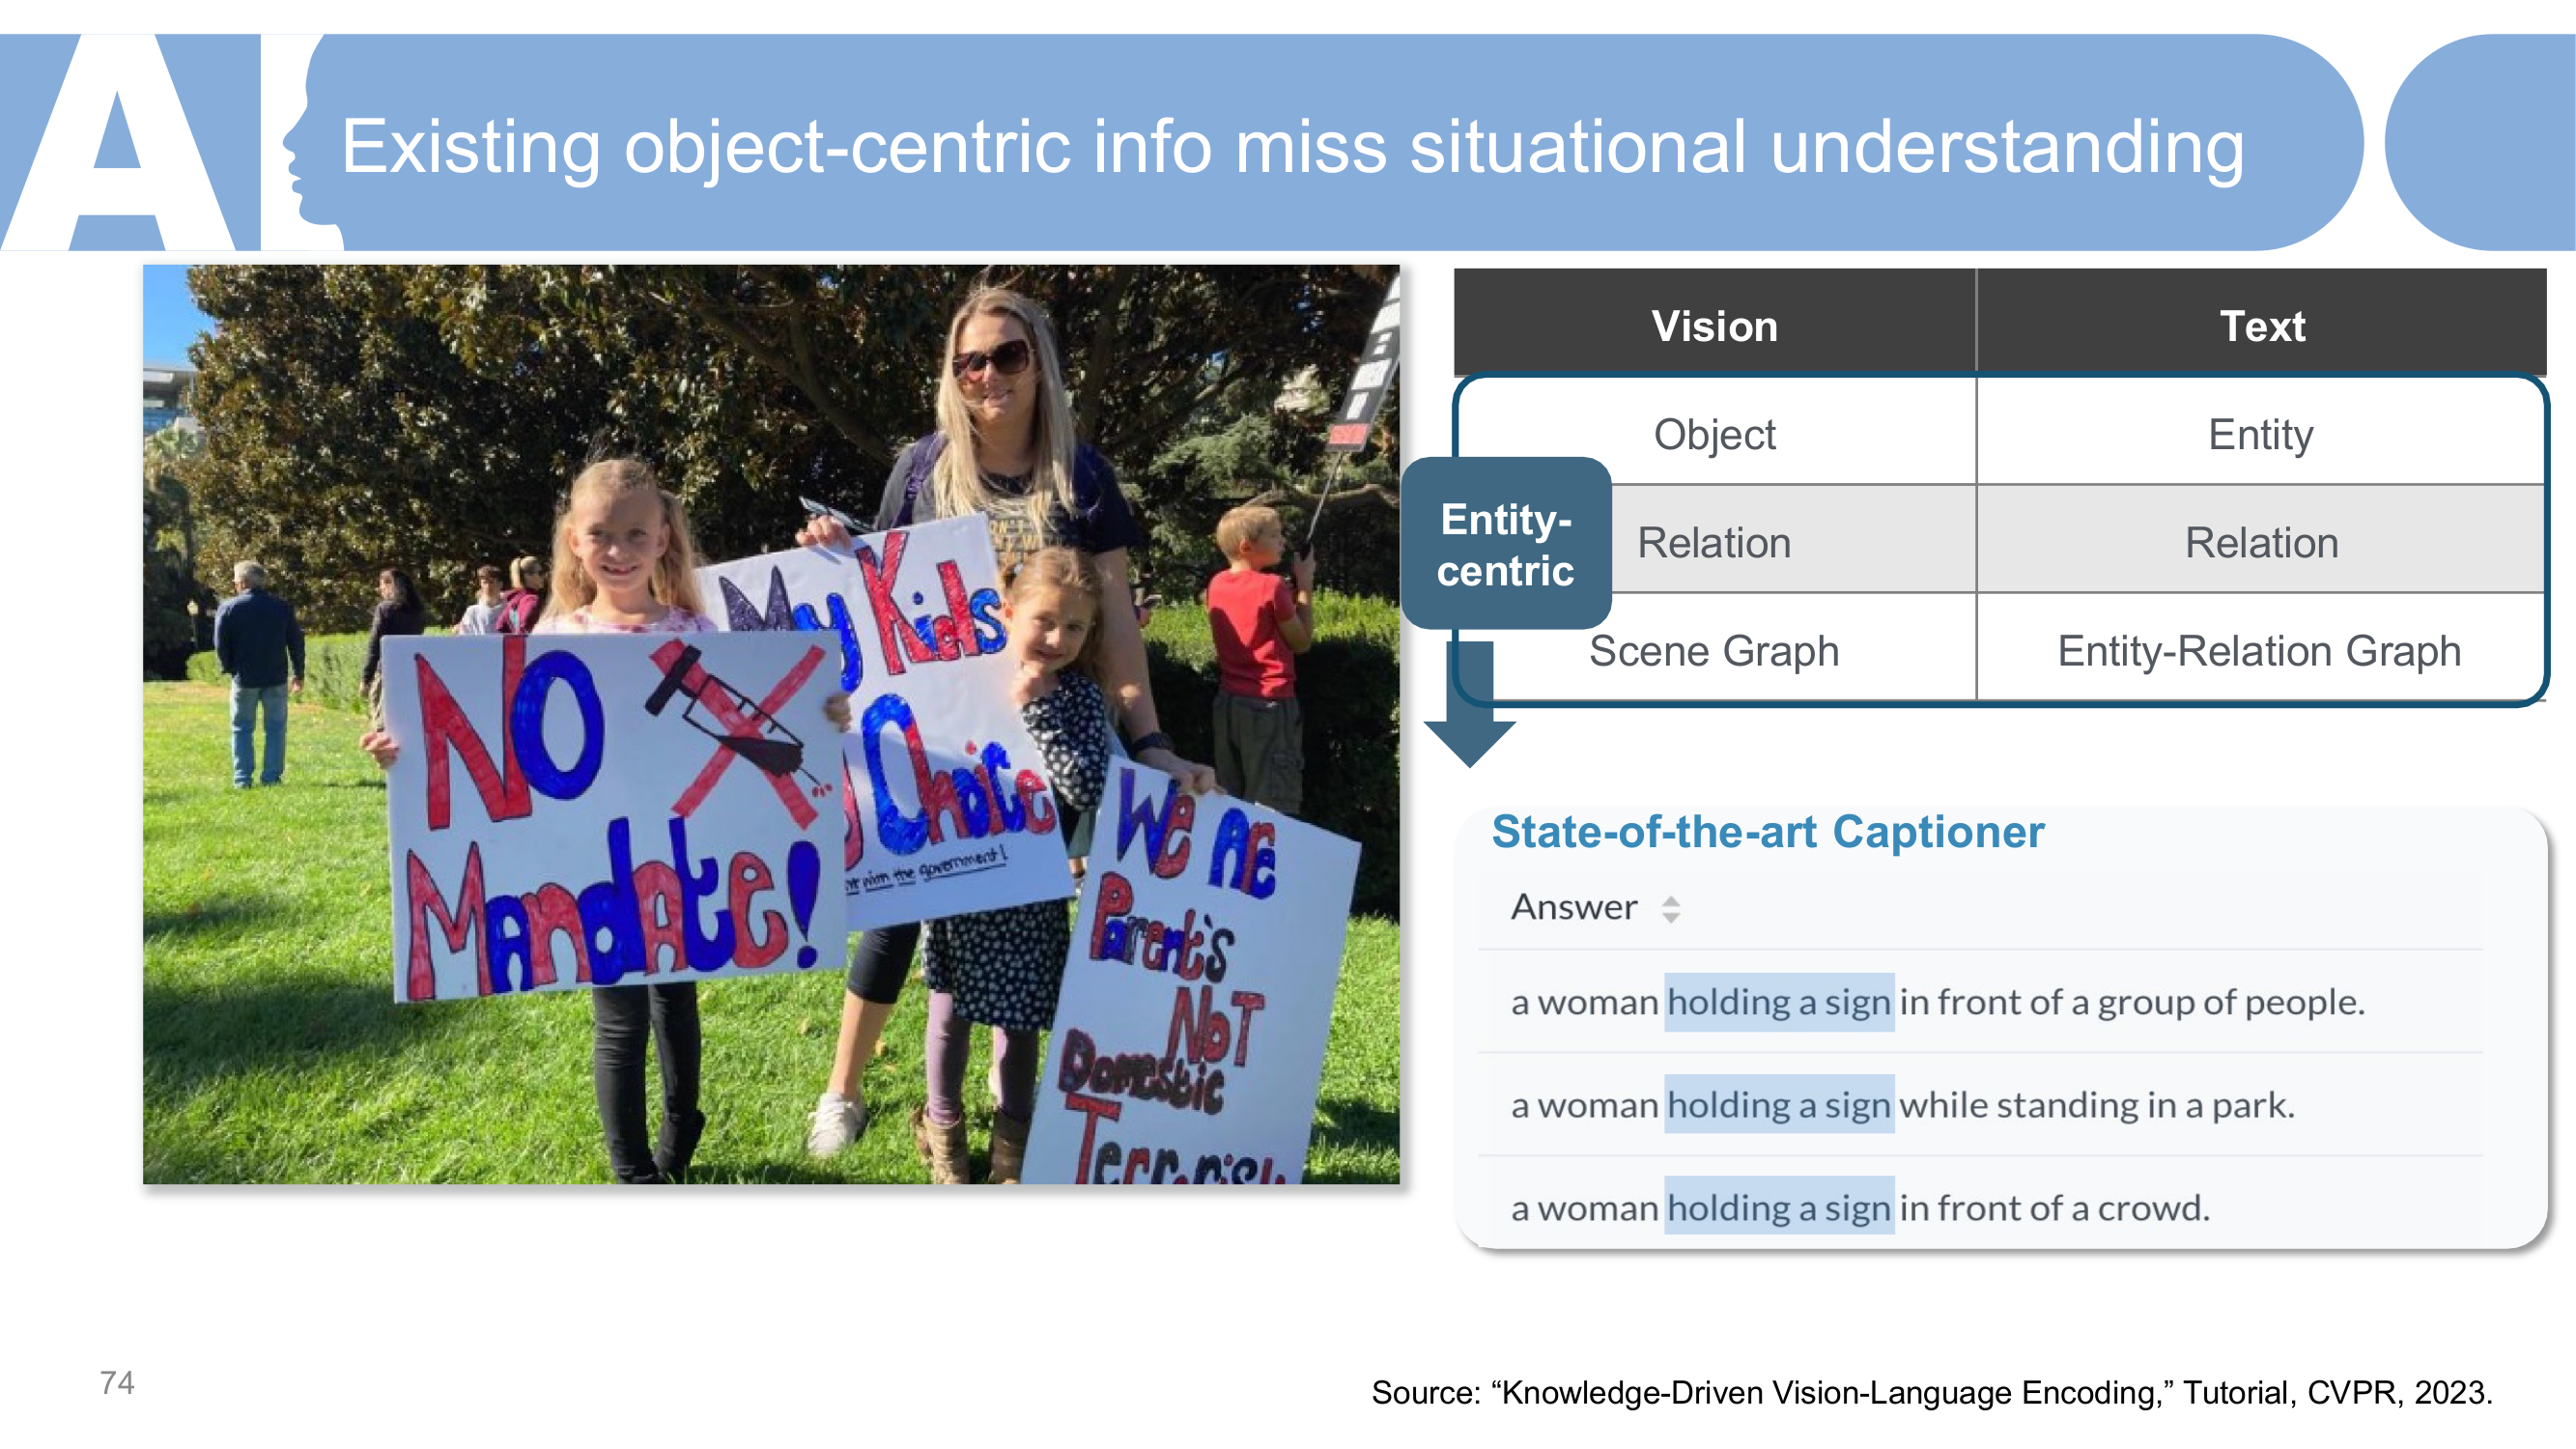 AI
Existing object-centric info miss situational understanding
My Kids
My Choice
with the government!
NO
Mandate!
We Are
Parent's
NOT
Domestic
Terrorist
Vision Text
Object Entity
Relation Relation
Scene Graph Entity-Relation Graph
Entity-
centric
State-of-the-art Captioner
Answer
a woman holding a sign in front of a group of people.
a woman holding a sign while standing in a park.
a woman holding a sign in front of a crowd.
74
Source: “Knowledge-Driven Vision-Language Encoding,” Tutorial, CVPR, 2023.